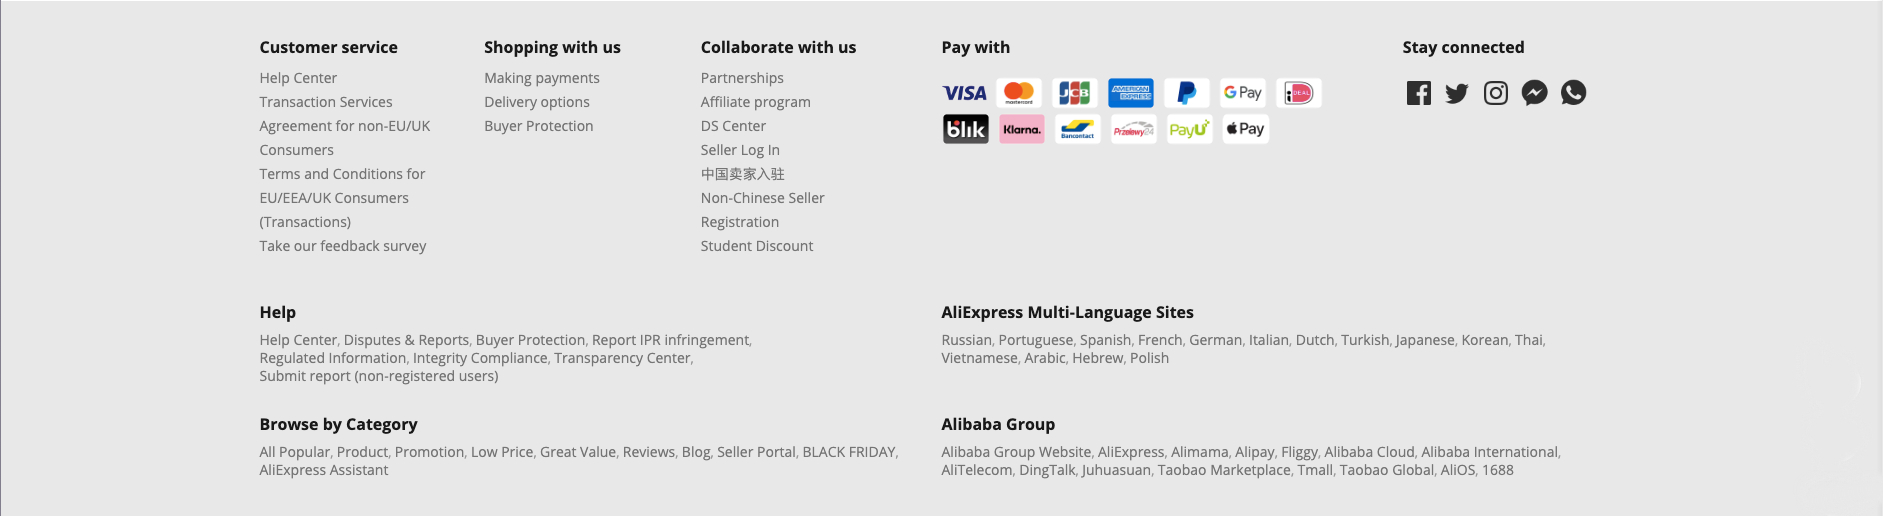 Customer service
Help Center
Transaction Services
Agreement for non-EU/UK
Consumers
Terms and Conditions for
EU/EEA/UK Consumers
(Transactions)
Take our feedback survey
Shopping with us
Making payments
Delivery options
Buyer Protection
Collaborate with us
Partnerships
Affiliate program
DS Center
Seller Log In
中国卖家入驻
Non-Chinese Seller
Registration
Student Discount
Pay with
VISA mastercard JCB AMERICAN EXPRESS G Pay iDEAL
blik Klarna. Bancontact Przelewy24 PayU Pay
Stay connected
Help
Help Center, Disputes & Reports, Buyer Protection, Report IPR infringement,
Regulated Information, Integrity Compliance, Transparency Center,
Submit report (non-registered users)
AliExpress Multi-Language Sites
Russian, Portuguese, Spanish, French, German, Italian, Dutch, Turkish, Japanese, Korean, Thai,
Vietnamese, Arabic, Hebrew, Polish
Browse by Category
All Popular, Product, Promotion, Low Price, Great Value, Reviews, Blog, Seller Portal, BLACK FRIDAY,
AliExpress Assistant
Alibaba Group
Alibaba Group Website, AliExpress, Alimama, Alipay, Fliggy, Alibaba Cloud, Alibaba International,
AliTelecom, DingTalk, Juhuasuan, Taobao Marketplace, Tmall, Taobao Global, AliOS, 1688